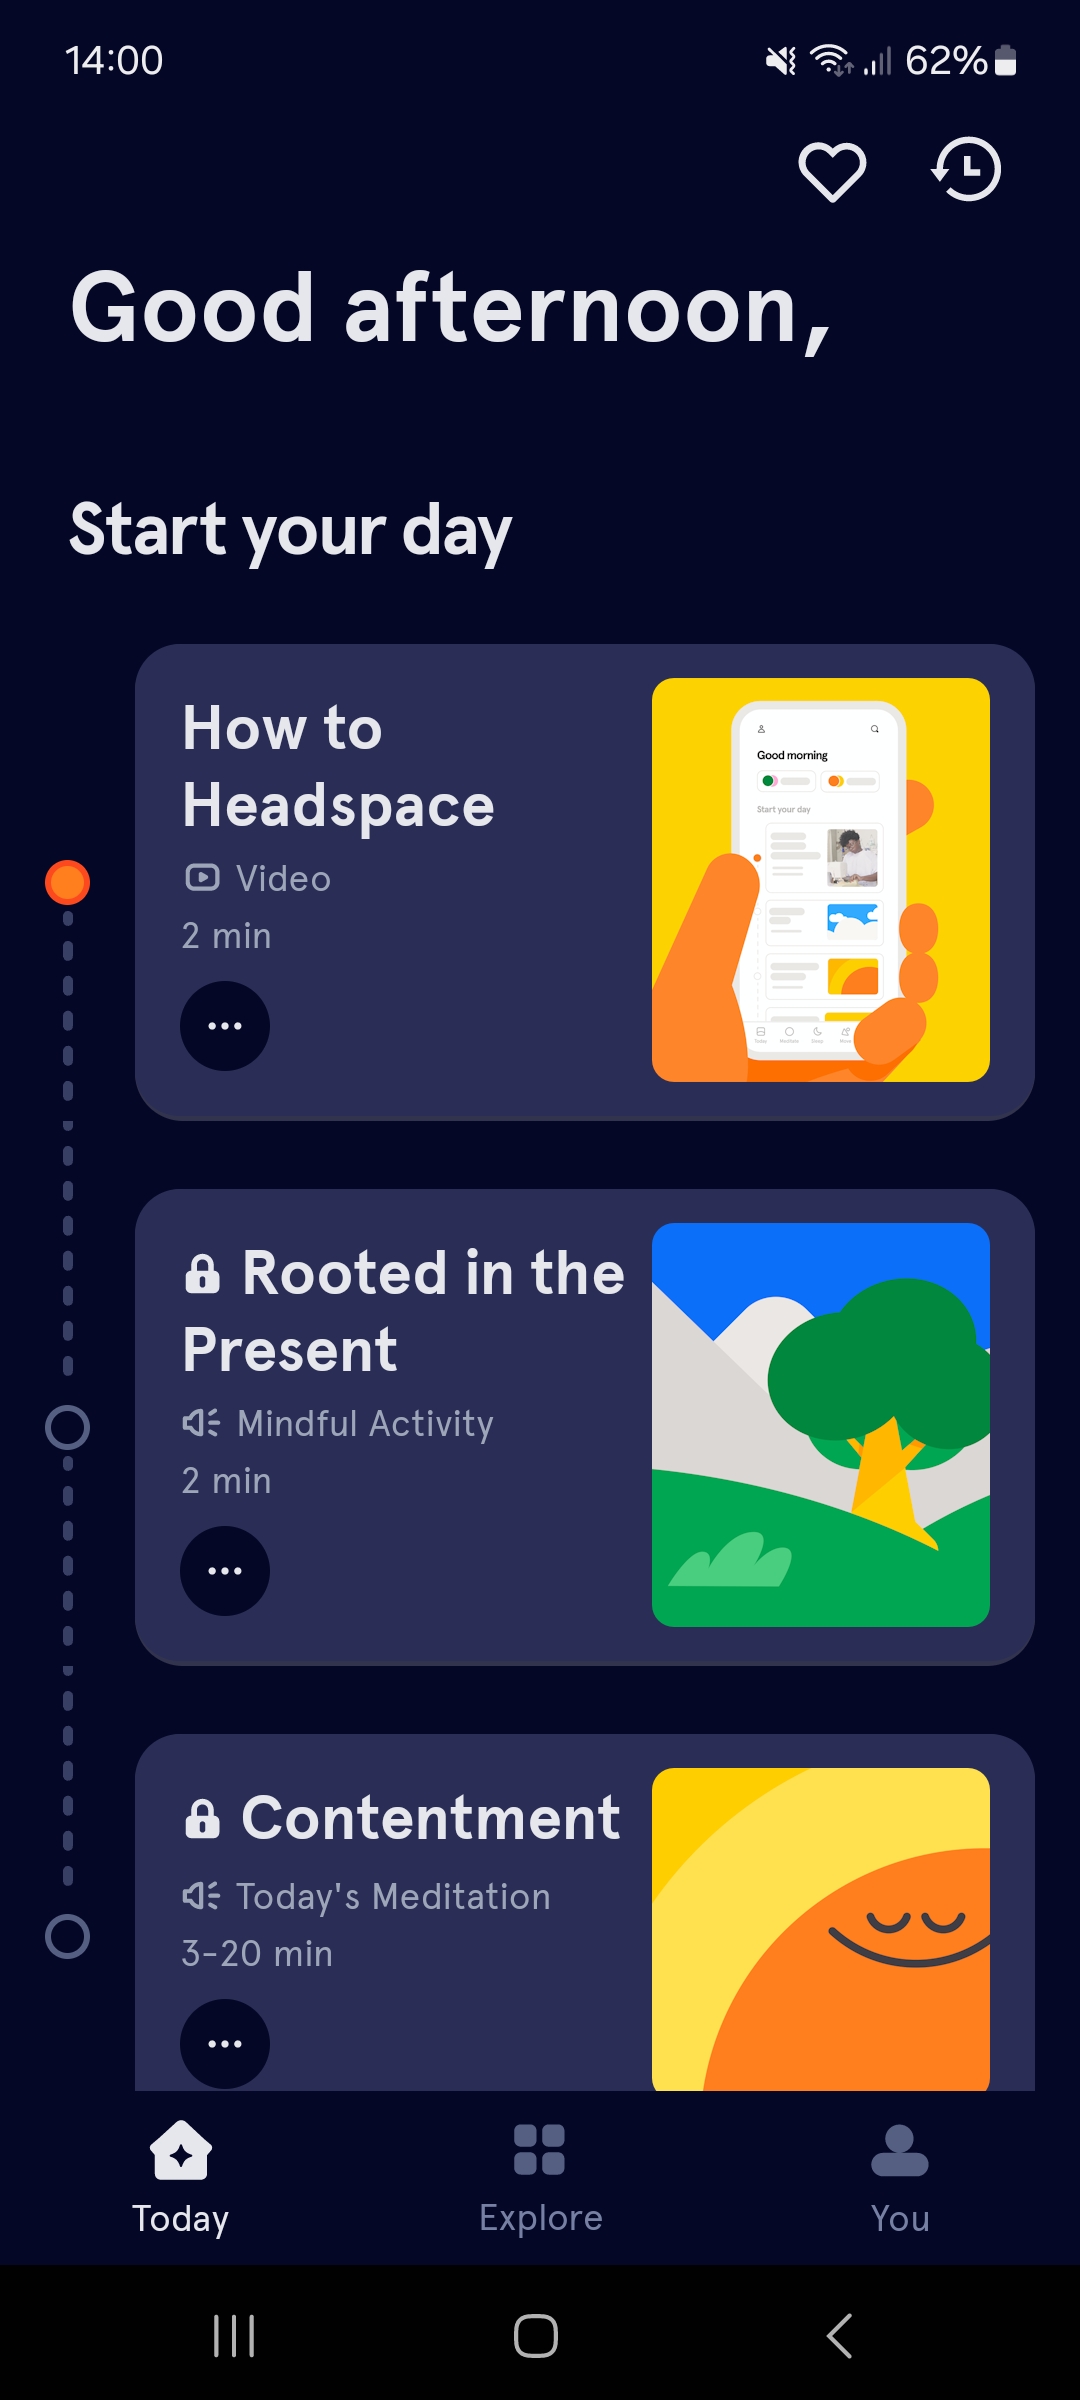 14:00
62%
Good afternoon,
Start your day
How to
Headspace
Video
2 min
Good morning
Start your day
Rooted in the
Present
Mindful Activity
2 min
Contentment
Today's Meditation
3-20 min
Today
Explore
You